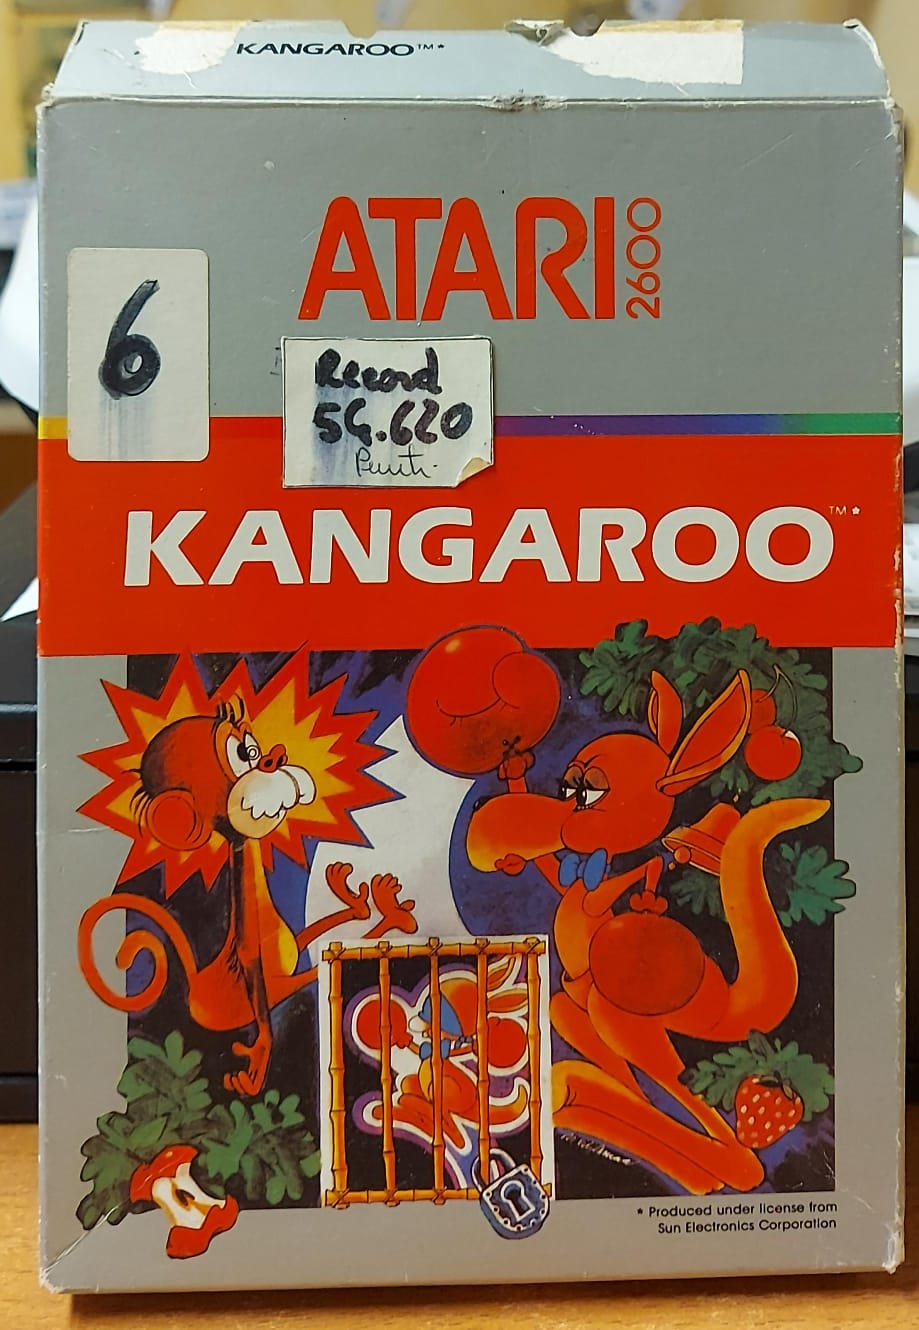 KANGAROO™*
ATARI 2600
6
Record
54.620
KANGAROO™*
* Produced under license from
Sun Electronics Corporation